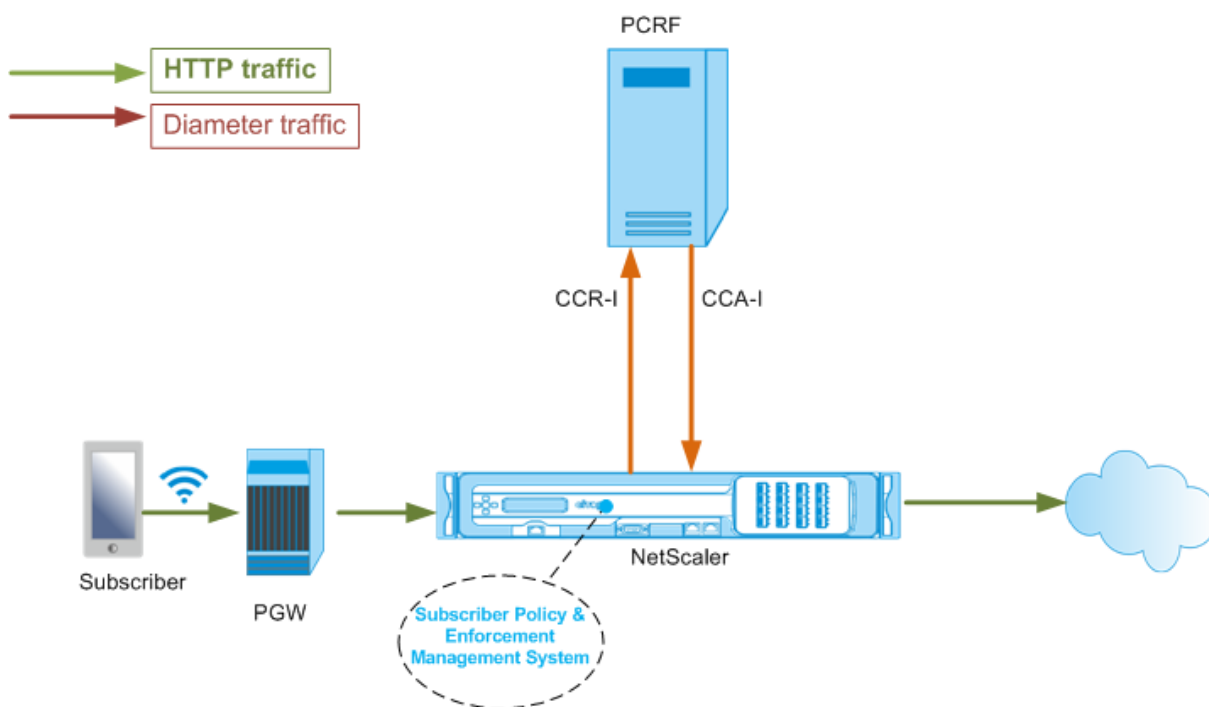 PCRF
HTTP traffic
Diameter traffic
CCR-I
CCA-I
NetScaler
Subscriber
PGW
Subscriber Policy &
Enforcement
Management System